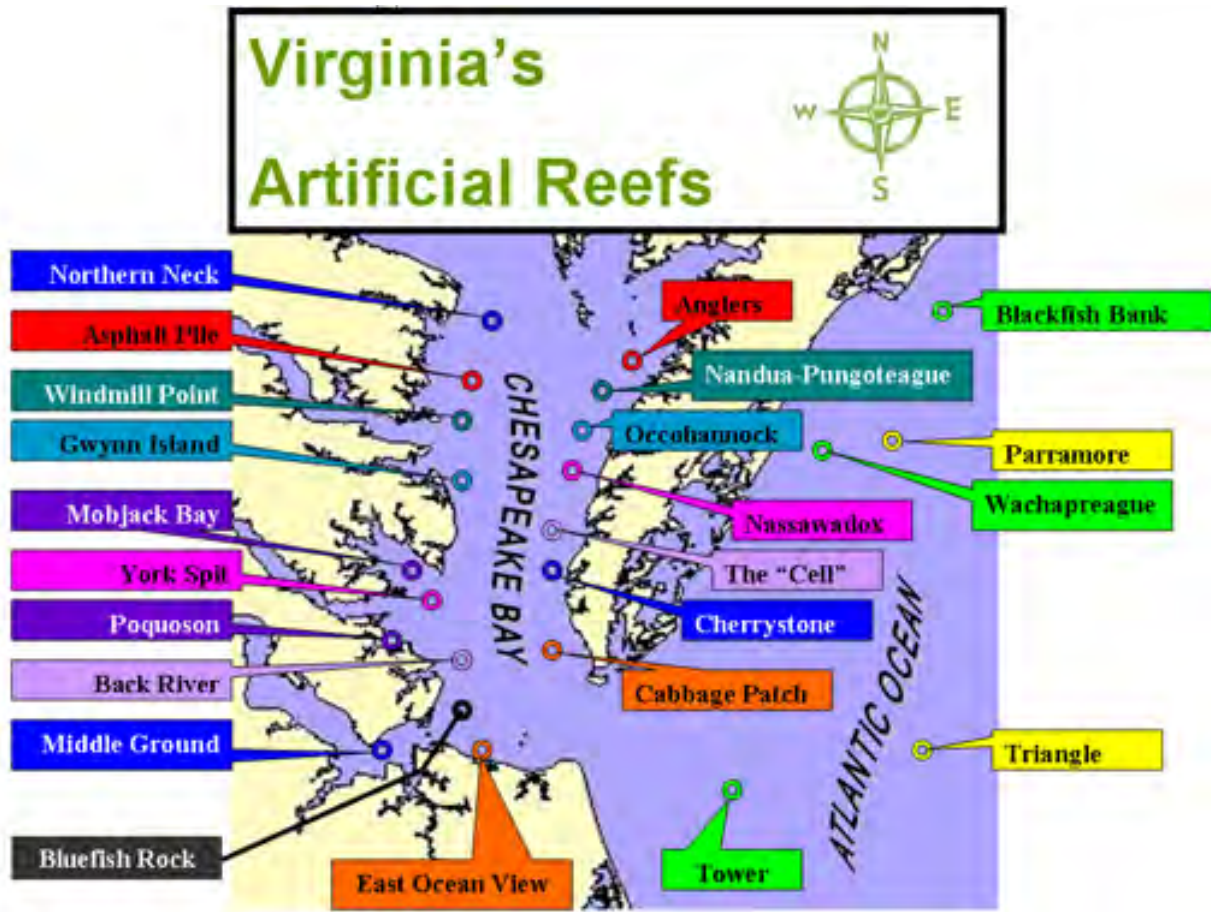 Virginia's
Artificial Reefs
N
W
E
S
Northern Neck
Asphalt Pile
Windmill Point
Gwynn Island
Mobjack Bay
York Spit
Poquoson
Back River
Middle Ground
Bluefish Rock
East Ocean View
CHESAPEAKE BAY
Anglers
Nandua-Pungoteague
Occohannock
Nassawadox
The "Cell"
Cherrystone
Cabbage Patch
Tower
ATLANTIC OCEAN
Blackfish Bank
Parramore
Wachapreague
Triangle